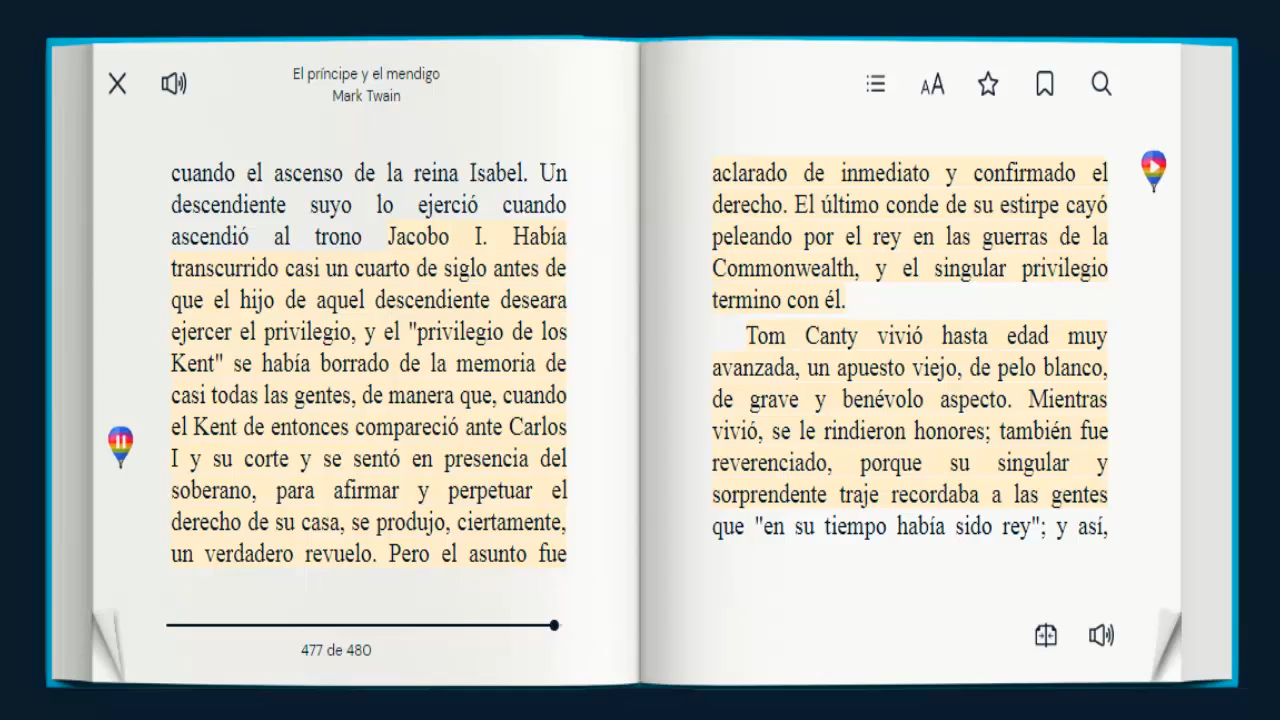 El príncipe y el mendigo
Mark Twain
AA
cuando el ascenso de la reina Isabel. Un
descendiente suyo lo ejerció cuando
ascendió al trono Jacobo I. Había
transcurrido casi un cuarto de siglo antes de
que el hijo de aquel descendiente deseara
ejercer el privilegio, y el "privilegio de los
Kent" se había borrado de la memoria de
casi todas las gentes, de manera que, cuando
el Kent de entonces compareció ante Carlos
I y su corte y se sentó en presencia del
soberano, para afirmar y perpetuar el
derecho de su casa, se produjo, ciertamente,
un verdadero revuelo. Pero el asunto fue
477 de 480
aclarado de inmediato y confirmado el
derecho. El último conde de su estirpe cayó
peleando por el rey en las guerras de la
Commonwealth, y el singular privilegio
termino con él.
Tom Canty vivió hasta edad muy
avanzada, un apuesto viejo, de pelo blanco,
de grave y benévolo aspecto. Mientras
vivió, se le rindieron honores; también fue
reverenciado, porque su singular y
sorprendente traje recordaba a las gentes
que "en su tiempo había sido rey"; y así,